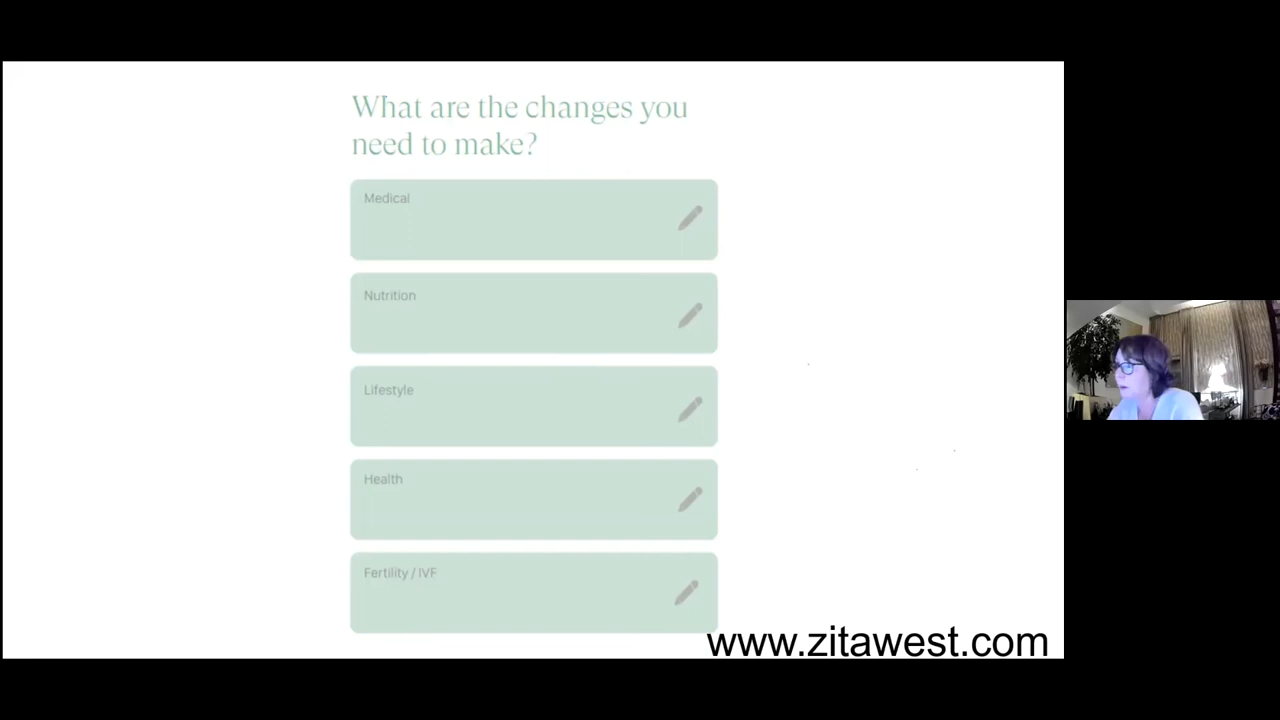 What are the changes you
need to make?
Medical
Nutrition
Lifestyle
Health
Fertility / IVF
www.zitawest.com